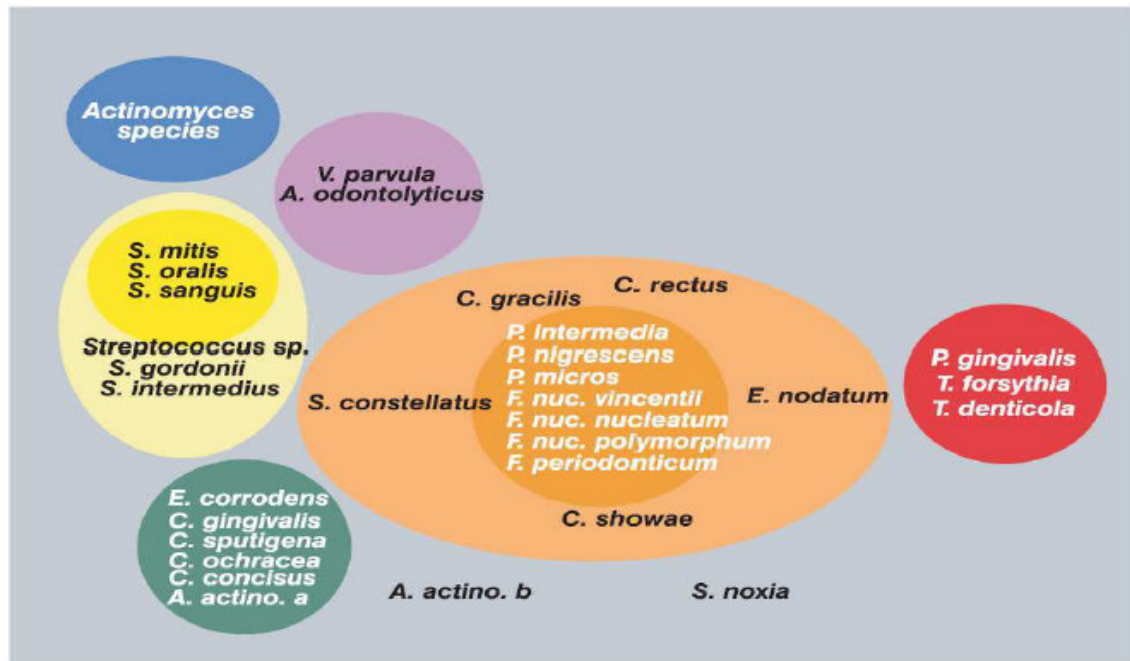 Actinomyces
species
V. parvula
A. odontolyticus
S. mitis
S. oralis
S. sanguis
Streptococcus sp.
S. gordonii
S. intermedius
C. gracilis
C. rectus
P. intermedia
P. nigrescens
P. micros
F. nuc. vincentii
F. nuc. nucleatum
F. nuc. polymorphum
F. periodonticum
S. constellatus
E. nodatum
C. showae
P. gingivalis
T. forsythia
T. denticola
E. corrodens
C. gingivalis
C. sputigena
C. ochracea
C. concisus
A. actino. a
A. actino. b
S. noxia